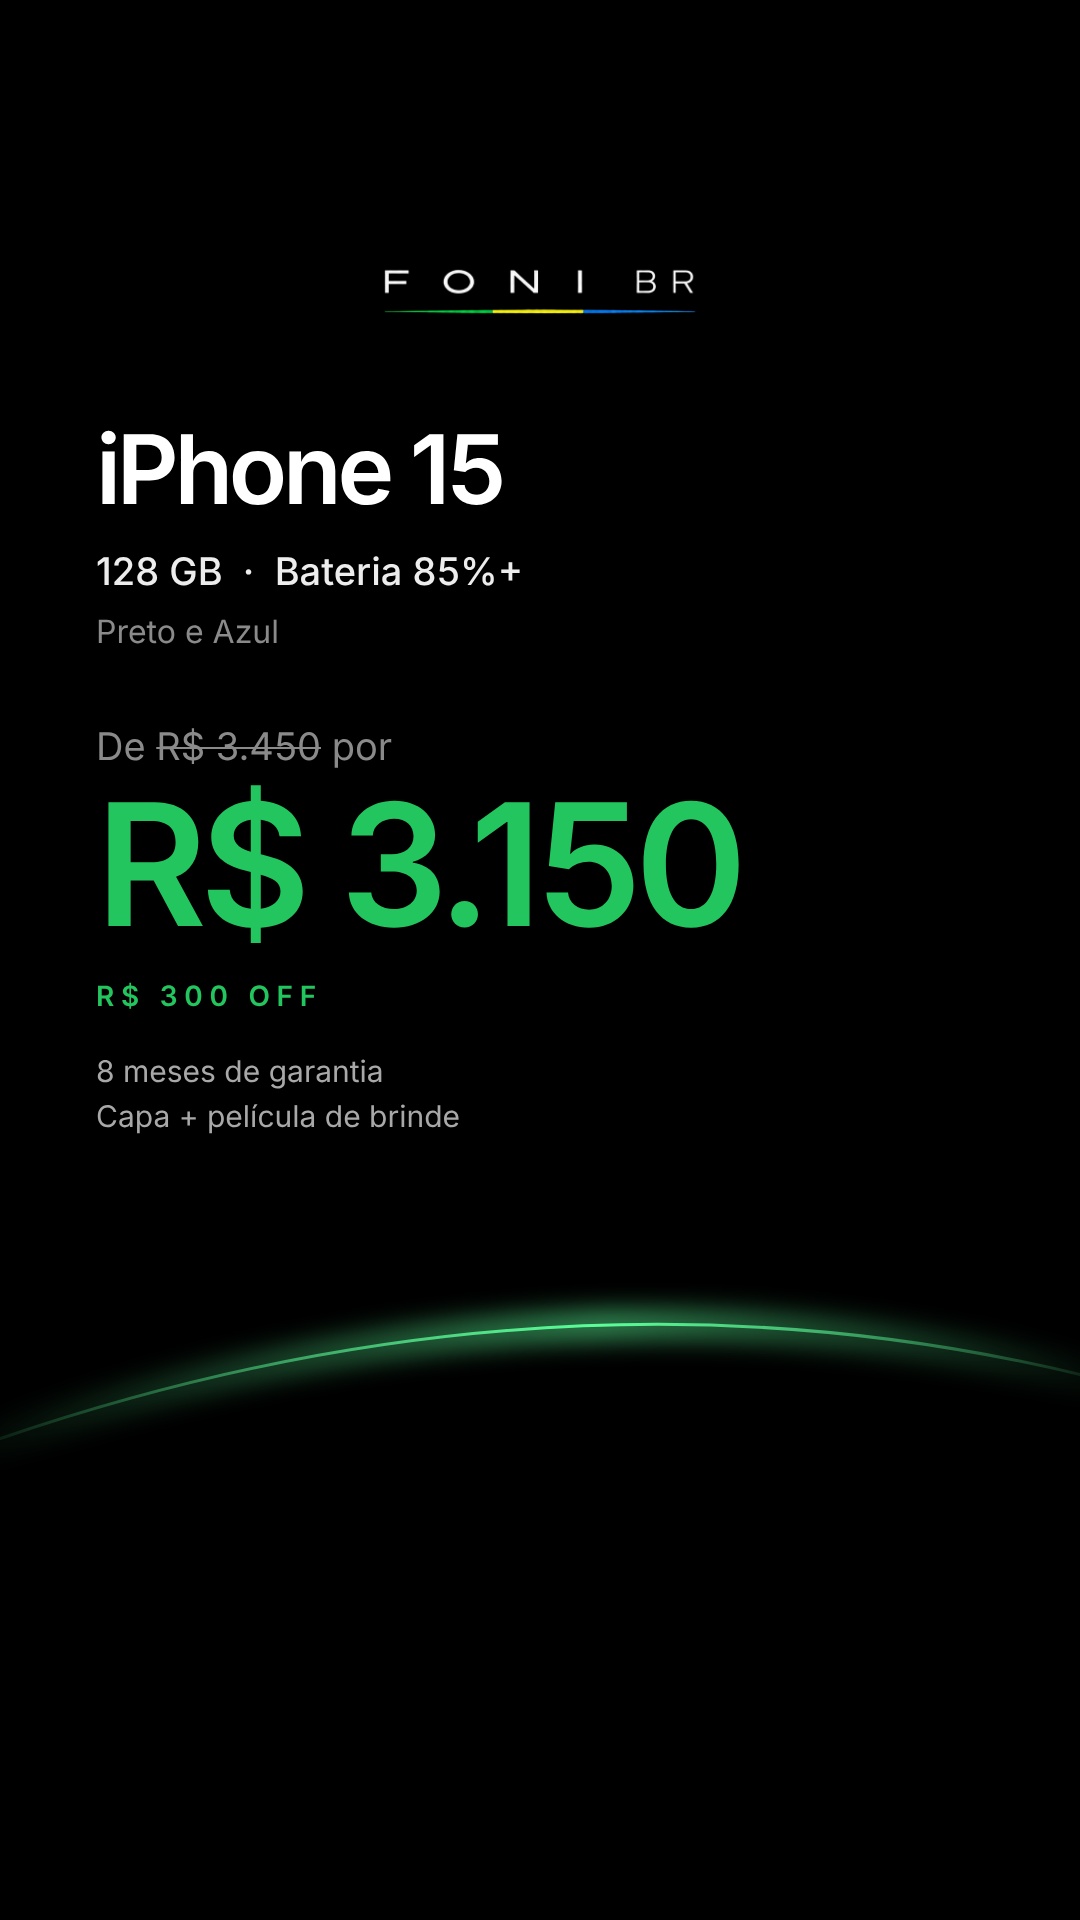 FONI BR
iPhone 15
128 GB · Bateria 85%+
Preto e Azul
De R$ 3.450 por
R$ 3.150
R$ 300 OFF
8 meses de garantia
Capa + película de brinde